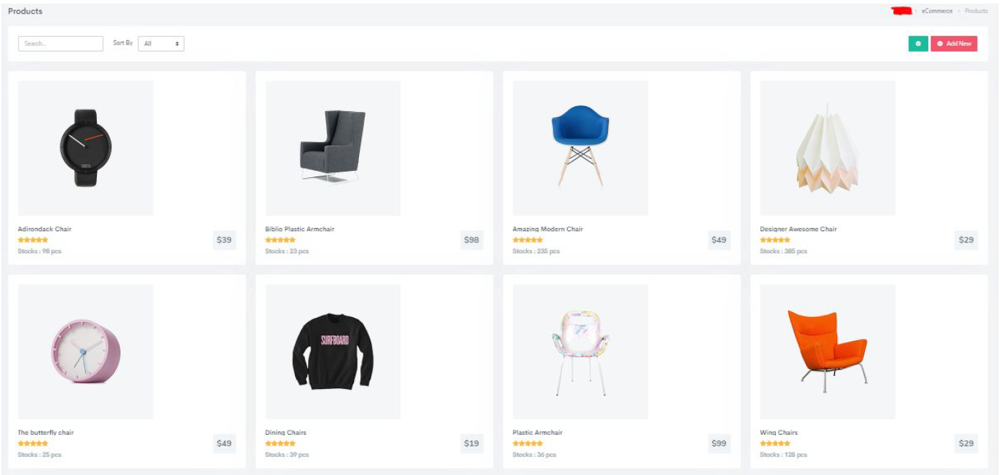 Products
eCommerce > Products
Search...
Sort By
All
Add New
Adirondack Chair
$39
Stocks : 98 pcs
Biblio Plastic Armchair
$98
Stocks : 23 pcs
Amazing Modern Chair
$49
Stocks : 235 pcs
Designer Awesome Chair
$29
Stocks : 385 pcs
The butterfly chair
$49
Stocks : 25 pcs
SURFBOARD
Dining Chairs
$19
Stocks : 39 pcs
Plastic Armchair
$99
Stocks : 36 pcs
Wing Chairs
$29
Stocks : 128 pcs